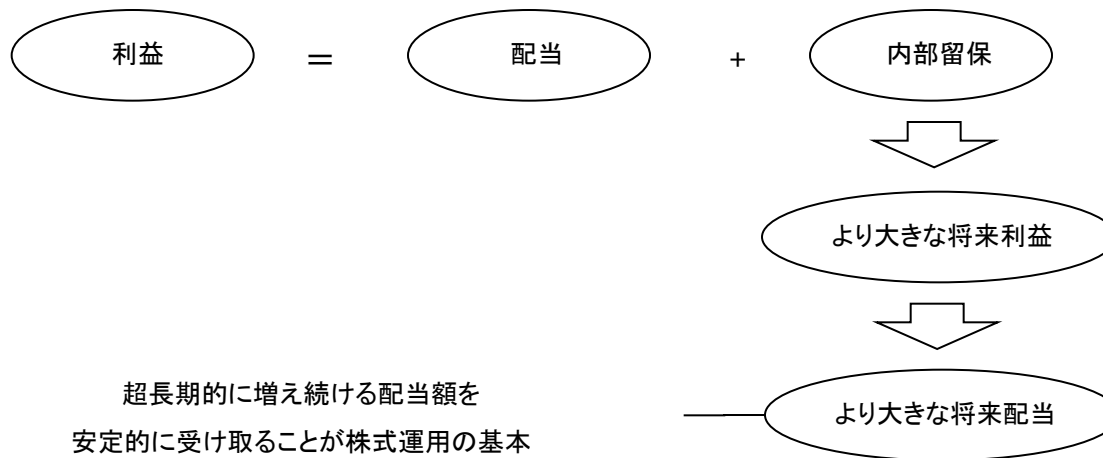 利益 = 配当 + 内部留保
より大きな将来利益
より大きな将来配当
超長期的に増え続ける配当額を
安定的に受け取ることが株式運用の基本